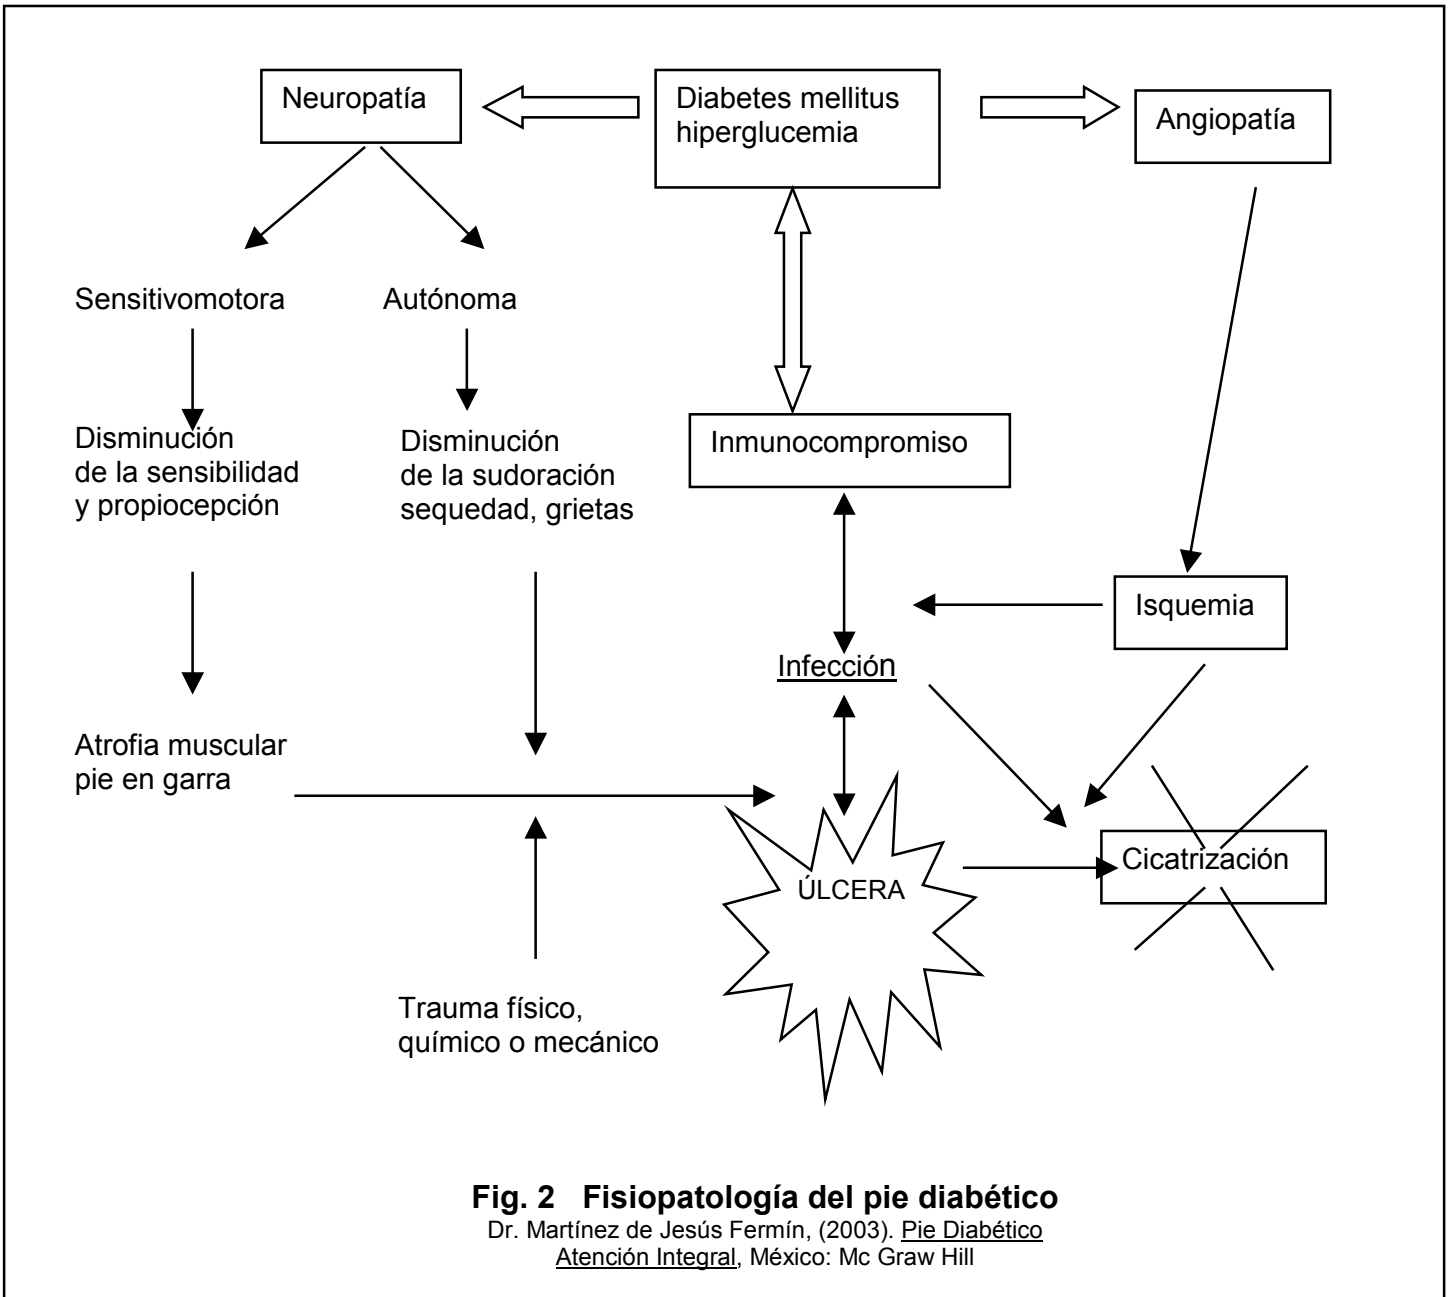 Neuropatía
Diabetes mellitus
hiperglucemia
Angiopatía
Sensitivomotora
Autónoma
Disminución
de la sensibilidad
y propiocepción
Disminución
de la sudoración
sequedad, grietas
Inmunocompromiso
Isquemia
Infección
Atrofia muscular
pie en garra
ÚLCERA
Cicatrización
Trauma físico,
químico o mecánico
Fig. 2 Fisiopatología del pie diabético
Dr. Martínez de Jesús Fermín, (2003). Pie Diabético
Atención Integral, México: Mc Graw Hill